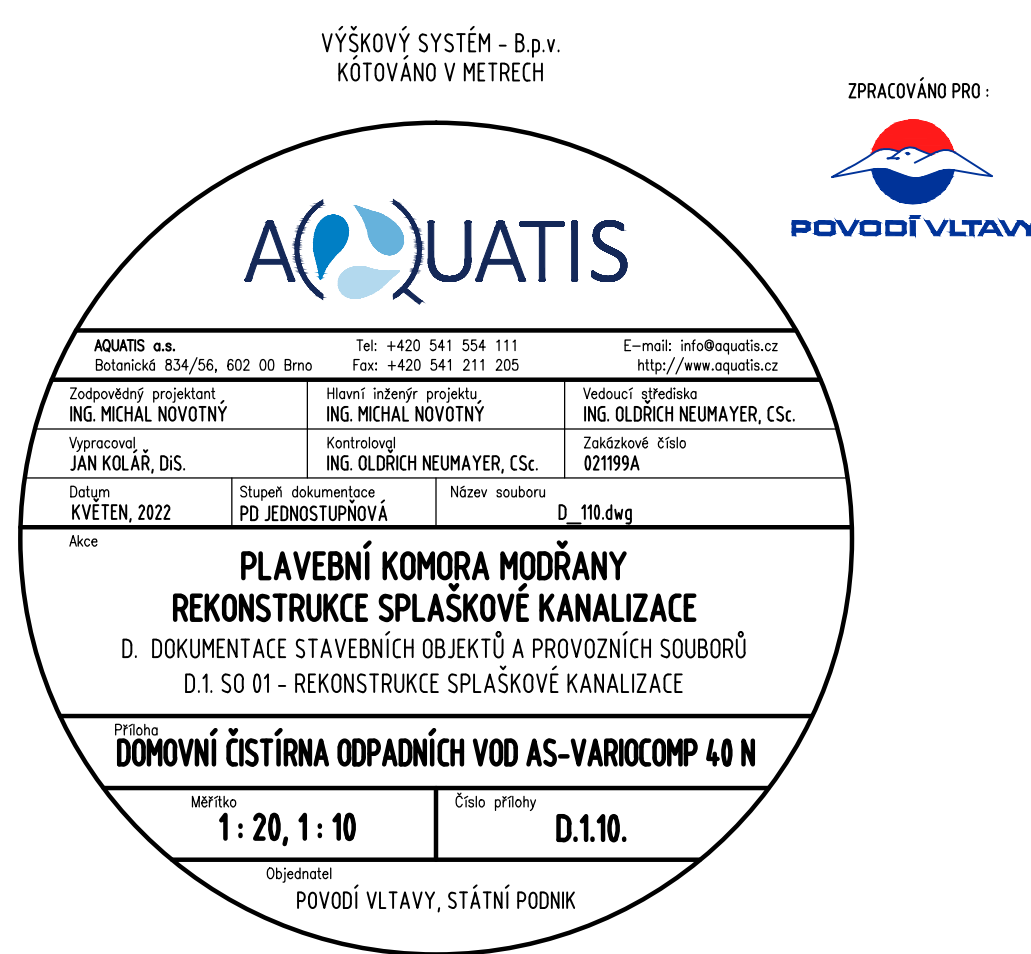 VÝŠKOVÝ SYSTÉM - B.p.v.
KÓTOVÁNO V METRECH
ZPRACOVÁNO PRO :
POVODÍ VLTAVY
AQUATIS
AQUATIS a.s.
Botanická 834/56, 602 00 Brno
Tel: +420 541 554 111
Fax: +420 541 211 205
E-mail: info@aquatis.cz
http://www.aquatis.cz
Zodpovědný projektant
ING. MICHAL NOVOTNÝ
Hlavní inženýr projektu
ING. MICHAL NOVOTNÝ
Vedoucí střediska
ING. OLDŘICH NEUMAYER, CSc.
Vypracoval
JAN KOLÁŘ, DiS.
Kontroloval
ING. OLDŘICH NEUMAYER, CSc.
Zakázkové číslo
021199A
Datum
KVĚTEN, 2022
Stupeň dokumentace
PD JEDNOSTUPŇOVÁ
Název souboru
D_110.dwg
Akce
PLAVEBNÍ KOMORA MODŘANY
REKONSTRUKCE SPLAŠKOVÉ KANALIZACE
D. DOKUMENTACE STAVEBNÍCH OBJEKTŮ A PROVOZNÍCH SOUBORŮ
D.1. SO 01 - REKONSTRUKCE SPLAŠKOVÉ KANALIZACE
Příloha
DOMOVNÍ ČISTÍRNA ODPADNÍCH VOD AS-VARIOCOMP 40 N
Měřítko
1 : 20, 1 : 10
Číslo přílohy
D.1.10.
Objednatel
POVODÍ VLTAVY, STÁTNÍ PODNIK